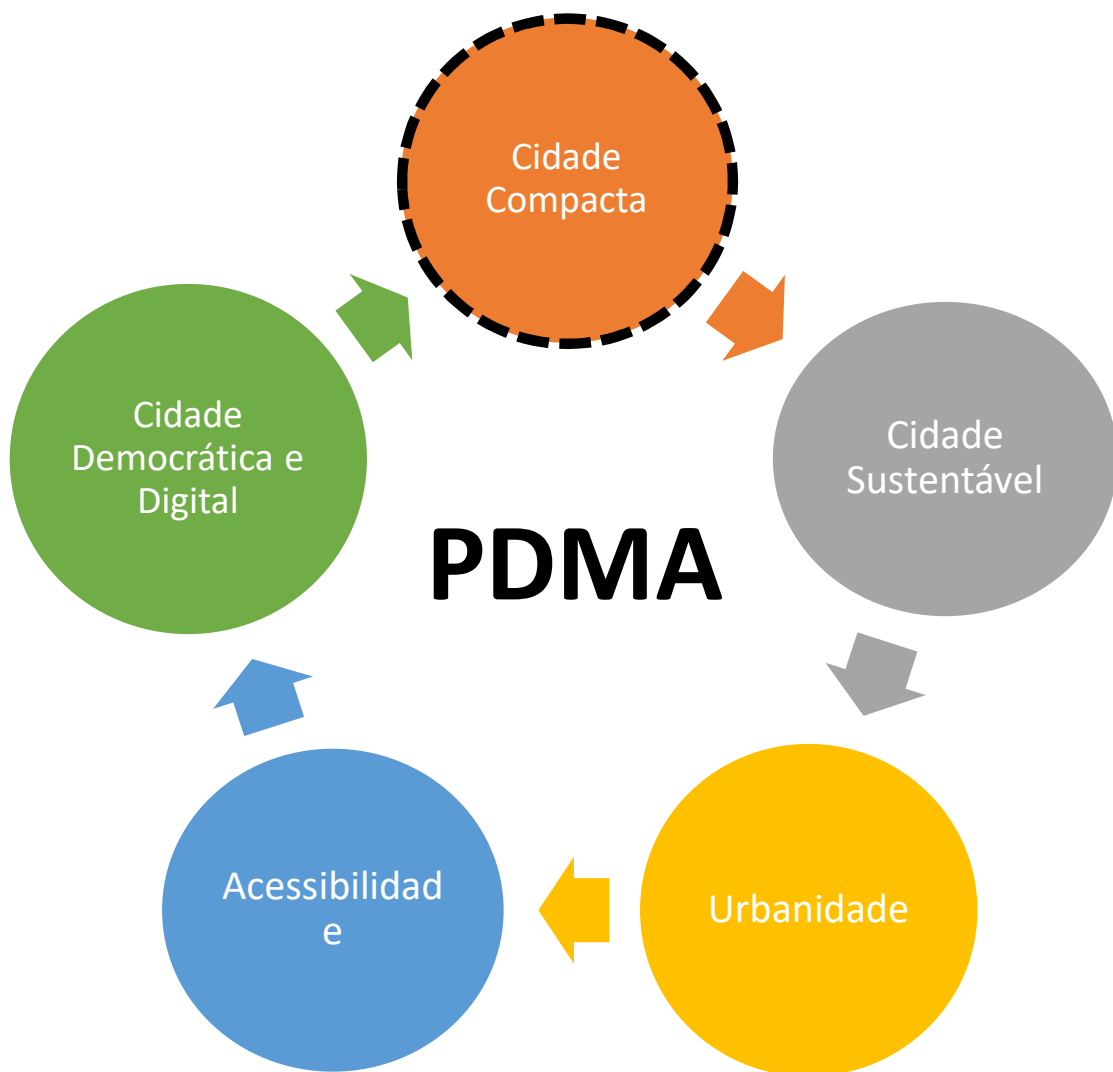 Cidade
Compacta
Cidade
Sustentável
Urbanidade
Acessibilidad
e
Cidade
Democrática e
Digital
PDMA